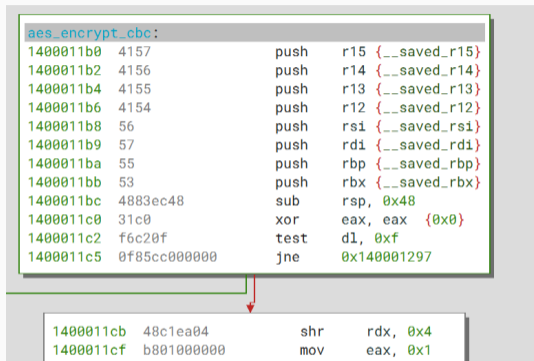 aes_encrypt_cbc:
1400011b0 4157 push r15 {__saved_r15}
1400011b2 4156 push r14 {__saved_r14}
1400011b4 4155 push r13 {__saved_r13}
1400011b6 4154 push r12 {__saved_r12}
1400011b8 56 push rsi {__saved_rsi}
1400011b9 57 push rdi {__saved_rdi}
1400011ba 55 push rbp {__saved_rbp}
1400011bb 53 push rbx {__saved_rbx}
1400011bc 4883ec48 sub rsp, 0x48
1400011c0 31c0 xor eax, eax {0x0}
1400011c2 f6c20f test dl, 0xf
1400011c5 0f85cc000000 jne 0x140001297
1400011cb 48c1ea04 shr rdx, 0x4
1400011cf b801000000 mov eax, 0x1